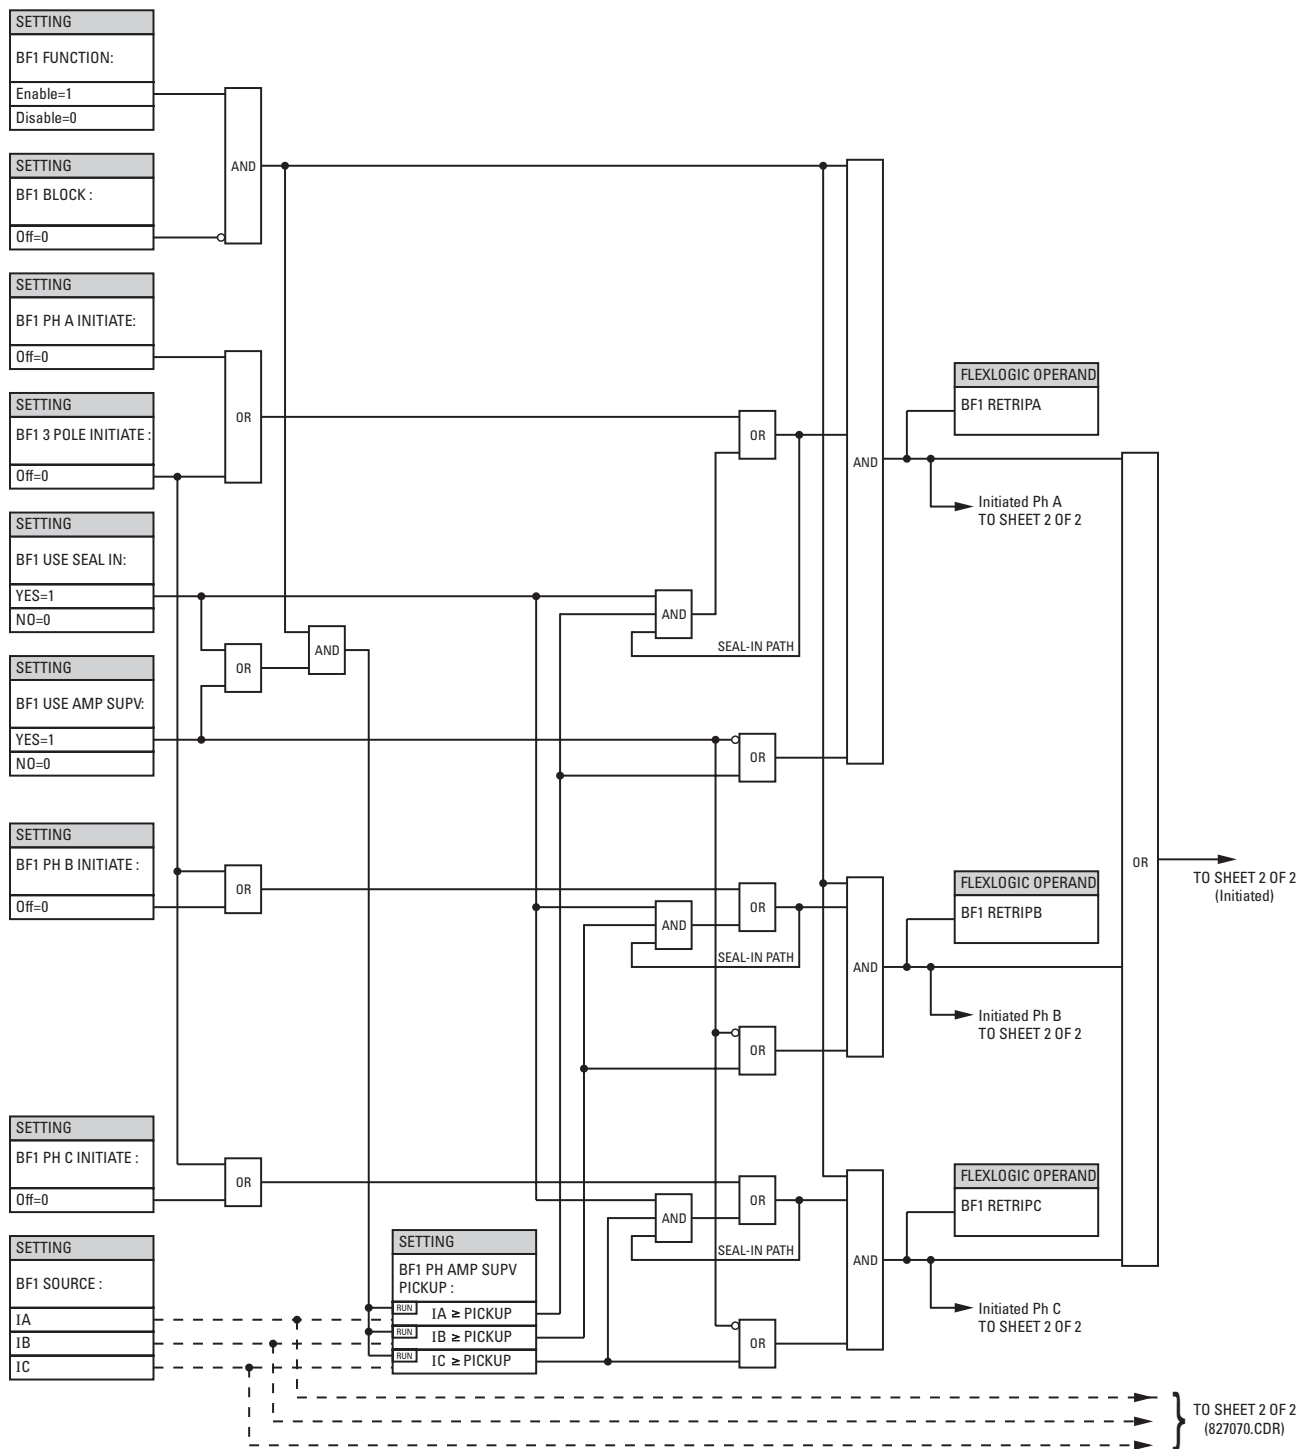 SETTING
BF1 FUNCTION:
Enable=1
Disable=0
SETTING
BF1 BLOCK :
Off=0
AND
SETTING
BF1 PH A INITIATE:
Off=0
SETTING
BF1 3 POLE INITIATE :
Off=0
OR
OR
AND
FLEXLOGIC OPERAND
BF1 RETRIPA
Initiated Ph A
TO SHEET 2 OF 2
SETTING
BF1 USE SEAL IN:
YES=1
NO=0
AND
SEAL-IN PATH
OR
AND
SETTING
BF1 USE AMP SUPV:
YES=1
NO=0
OR
SETTING
BF1 PH B INITIATE :
Off=0
OR
OR
AND
SEAL-IN PATH
AND
OR
FLEXLOGIC OPERAND
BF1 RETRIPB
Initiated Ph B
TO SHEET 2 OF 2
OR
TO SHEET 2 OF 2
(Initiated)
SETTING
BF1 PH C INITIATE :
Off=0
OR
OR
AND
SEAL-IN PATH
AND
OR
FLEXLOGIC OPERAND
BF1 RETRIPC
Initiated Ph C
TO SHEET 2 OF 2
SETTING
BF1 SOURCE :
IA
IB
IC
SETTING
BF1 PH AMP SUPV
PICKUP :
RUN IA ≥ PICKUP
RUN IB ≥ PICKUP
RUN IC ≥ PICKUP
TO SHEET 2 OF 2
(827070.CDR)